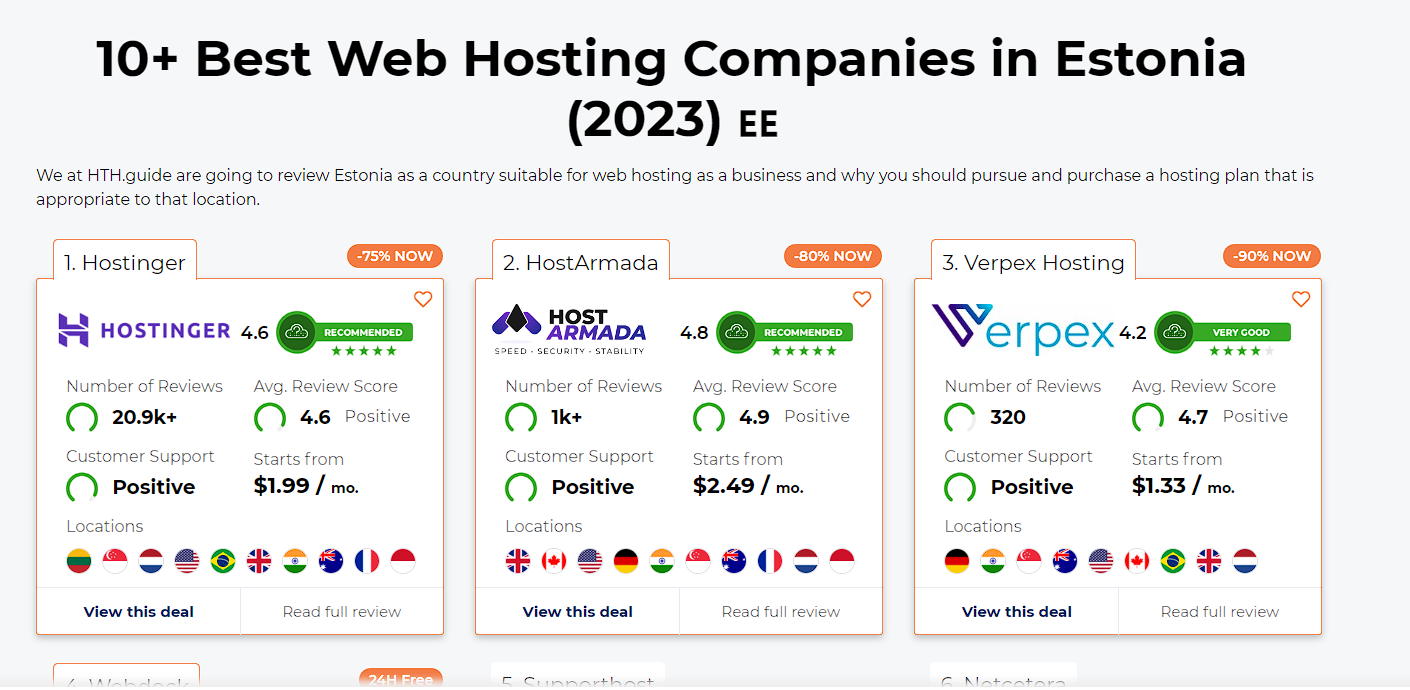 10+ Best Web Hosting Companies in Estonia
(2023) EE
We at HTH.guide are going to review Estonia as a country suitable for web hosting as a business and why you should pursue and purchase a hosting plan that is
appropriate to that location.
1. Hostinger
-75% NOW
HOSTINGER 4.6 RECOMMENDED
Number of Reviews Avg. Review Score
20.9k+ 4.6 Positive
Customer Support Starts from
Positive $1.99 / mo.
Locations
View this deal Read full review
2. HostArmada
-80% NOW
HOST
ARMADA 4.8 RECOMMENDED
SPEED - SECURITY - STABILITY
Number of Reviews Avg. Review Score
1k+ 4.9 Positive
Customer Support Starts from
Positive $2.49 / mo.
Locations
View this deal Read full review
3. Verpex Hosting
-90% NOW
Verpex 4.2 VERY GOOD
Number of Reviews Avg. Review Score
320 4.7 Positive
Customer Support Starts from
Positive $1.33 / mo.
Locations
View this deal Read full review
4. Webdock
24H Free
5. Supporthost
6. Netcetera